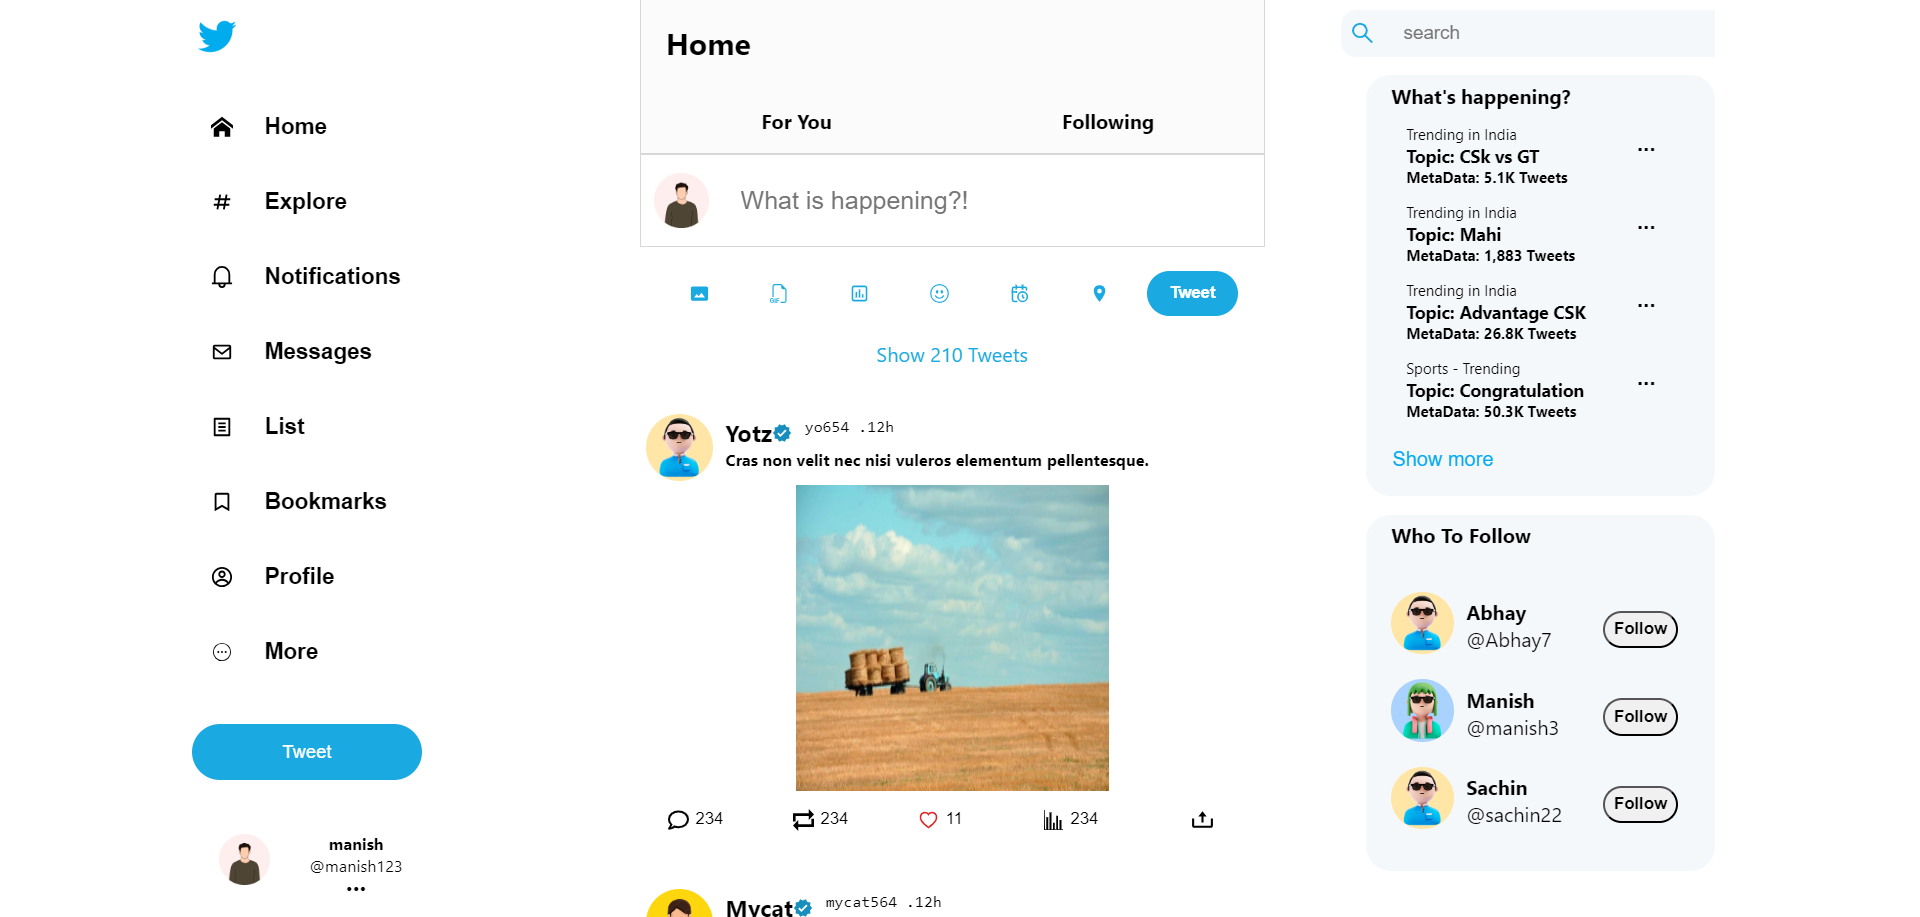 Home
Explore
Notifications
Messages
List
Bookmarks
Profile
More
Tweet
manish
@manish123
Home
For You
Following
What is happening?!
GIF
Tweet
Show 210 Tweets
Yotz yo654 .12h
Cras non velit nec nisi vuleros elementum pellentesque.
234 234 11 234
Mycat mycat564 .12h
search
What's happening?
Trending in India
Topic: CSk vs GT
MetaData: 5.1K Tweets
Trending in India
Topic: Mahi
MetaData: 1,883 Tweets
Trending in India
Topic: Advantage CSK
MetaData: 26.8K Tweets
Sports - Trending
Topic: Congratulation
MetaData: 50.3K Tweets
Show more
Who To Follow
Abhay
@Abhay7
Follow
Manish
@manish3
Follow
Sachin
@sachin22
Follow